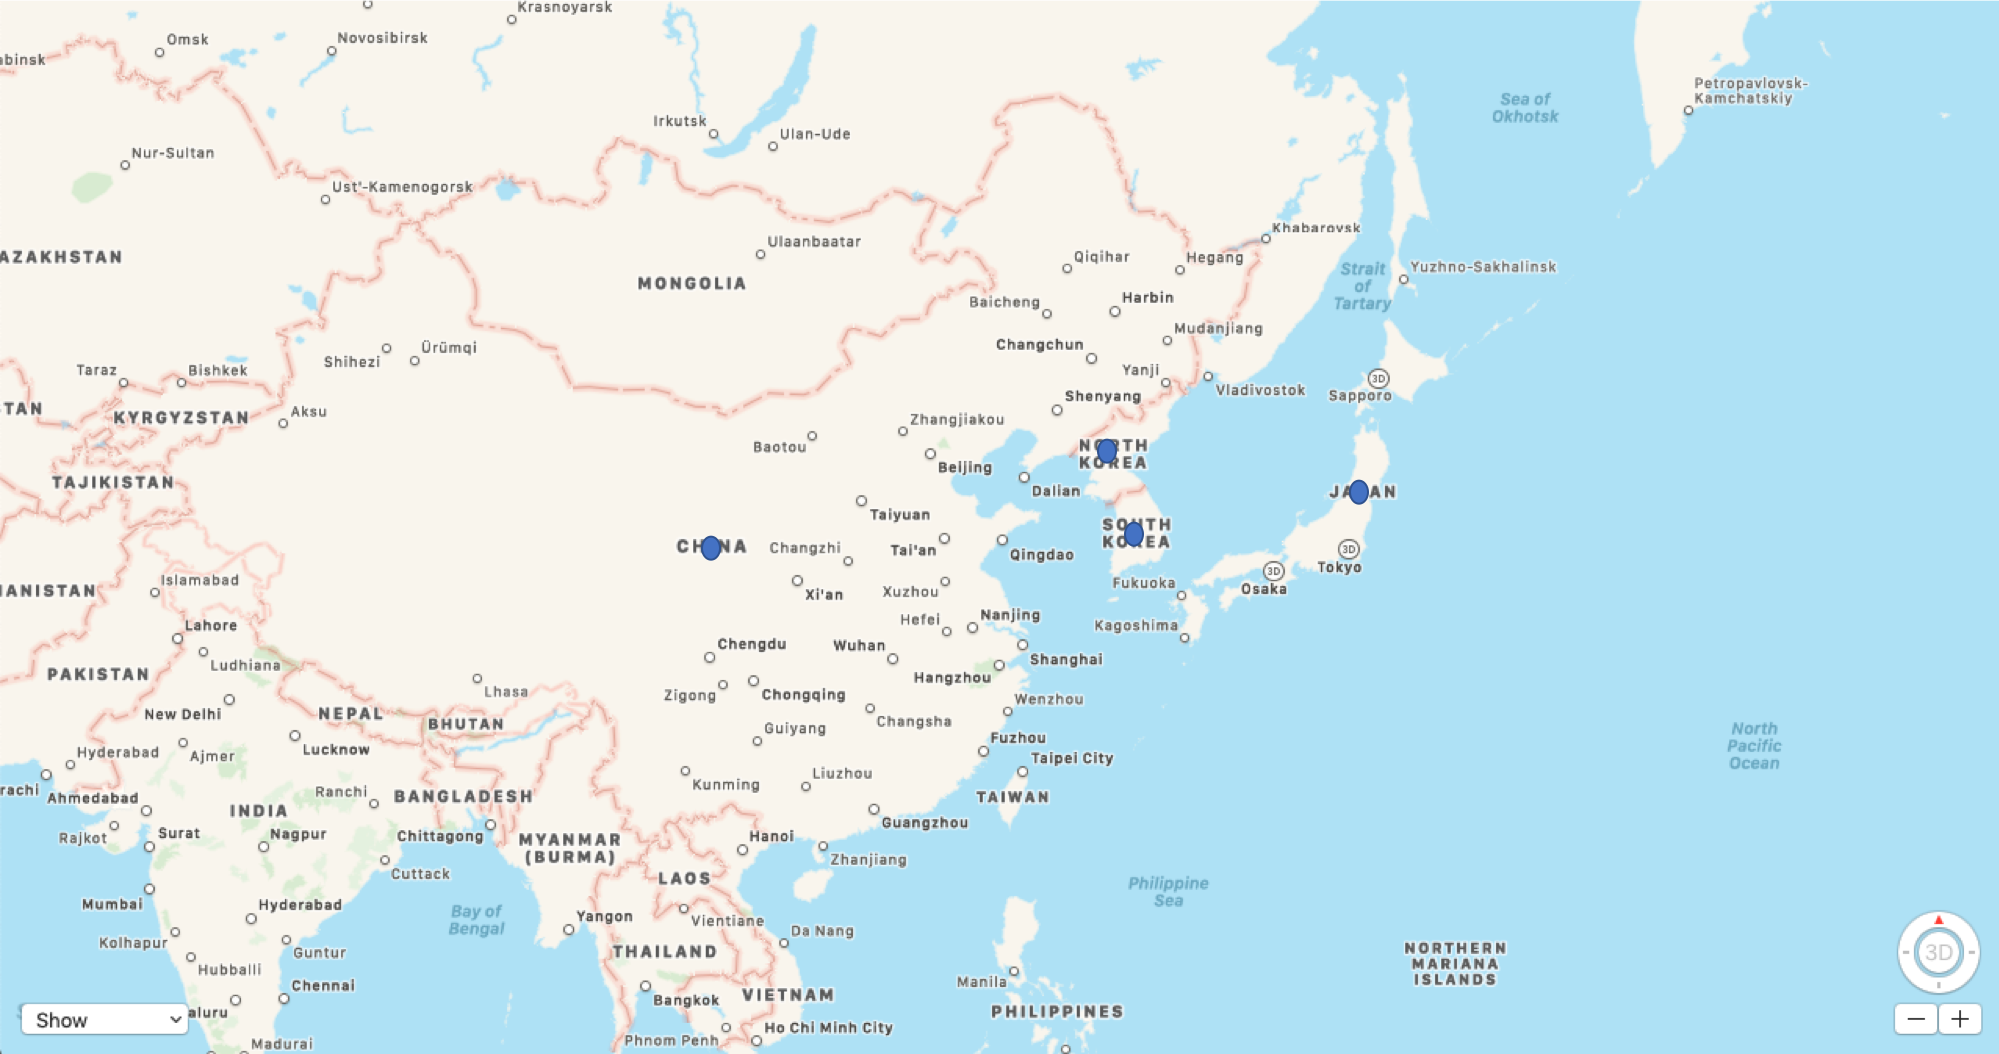 Krasnoyarsk
Omsk
Novosibirsk
abinsk
Petropavlovsk-
Kamchatskiy
Sea of
Okhotsk
Irkutsk
Ulan-Ude
Nur-Sultan
Ust'-Kamenogorsk
Khabarovsk
Ulaanbaatar
AZAKHSTAN
Qiqihar
Hegang
Yuzhno-Sakhalinsk
Strait
of
Tartary
MONGOLIA
Baicheng
Harbin
Mudanjiang
Changchun
Shihezi
Ürümqi
Taraz
Bishkek
Yanji
Vladivostok
3D
Sapporo
Shenyang
TAN
KYRGYZSTAN
Aksu
Zhangjiakou
Baotou
NORTH
KOREA
Beijing
TAJIKISTAN
Dalian
JAPAN
Taiyuan
SOUTH
KOREA
CHINA
Changzhi
Tai'an
Qingdao
3D
Tokyo
3D
Osaka
Islamabad
Fukuoka
HANISTAN
Xi'an
Xuzhou
Lahore
Hefei
Nanjing
Kagoshima
Chengdu
Wuhan
Ludhiana
Shanghai
PAKISTAN
Hangzhou
Lhasa
Zigong
Chongqing
Wenzhou
New Delhi
NEPAL
BHUTAN
Changsha
Guiyang
North
Pacific
Ocean
Fuzhou
Lucknow
Hyderabad
Ajmer
Taipei City
Kunming
Liuzhou
rachi
Ahmedabad
Ranchi
BANGLADESH
TAIWAN
INDIA
Guangzhou
Rajkot
Surat
Nagpur
Chittagong
MYANMAR
(BURMA)
Hanoi
Zhanjiang
Cuttack
LAOS
Philippine
Sea
Mumbai
Hyderabad
Bay of
Bengal
Yangon
Vientiane
Da Nang
Kolhapur
Guntur
THAILAND
NORTHERN
MARIANA
ISLANDS
3D
Hubballi
Chennai
Manila
Bangkok
VIETNAM
aluru
PHILIPPINES
Show
Ho Chi Minh City
Phnom Penh
Madurai